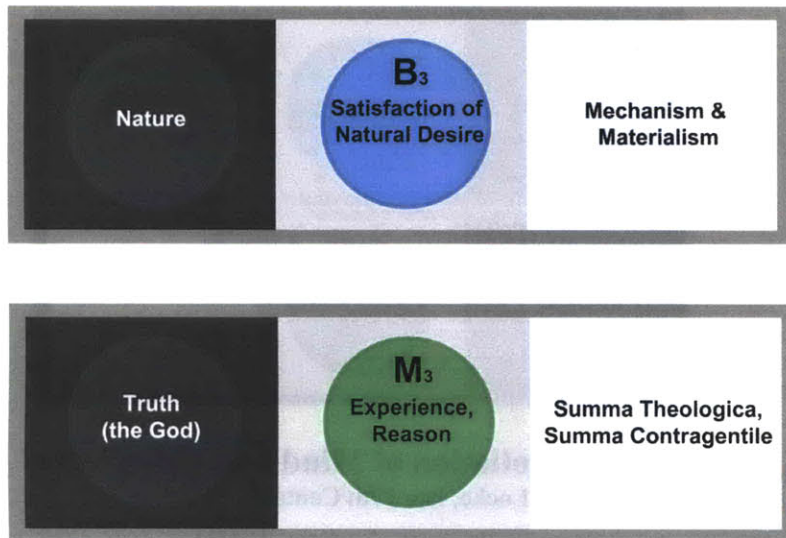 Nature
B3
Satisfaction of
Natural Desire
Mechanism &
Materialism
Truth
(the God)
M3
Experience,
Reason
Summa Theologica,
Summa Contragentile